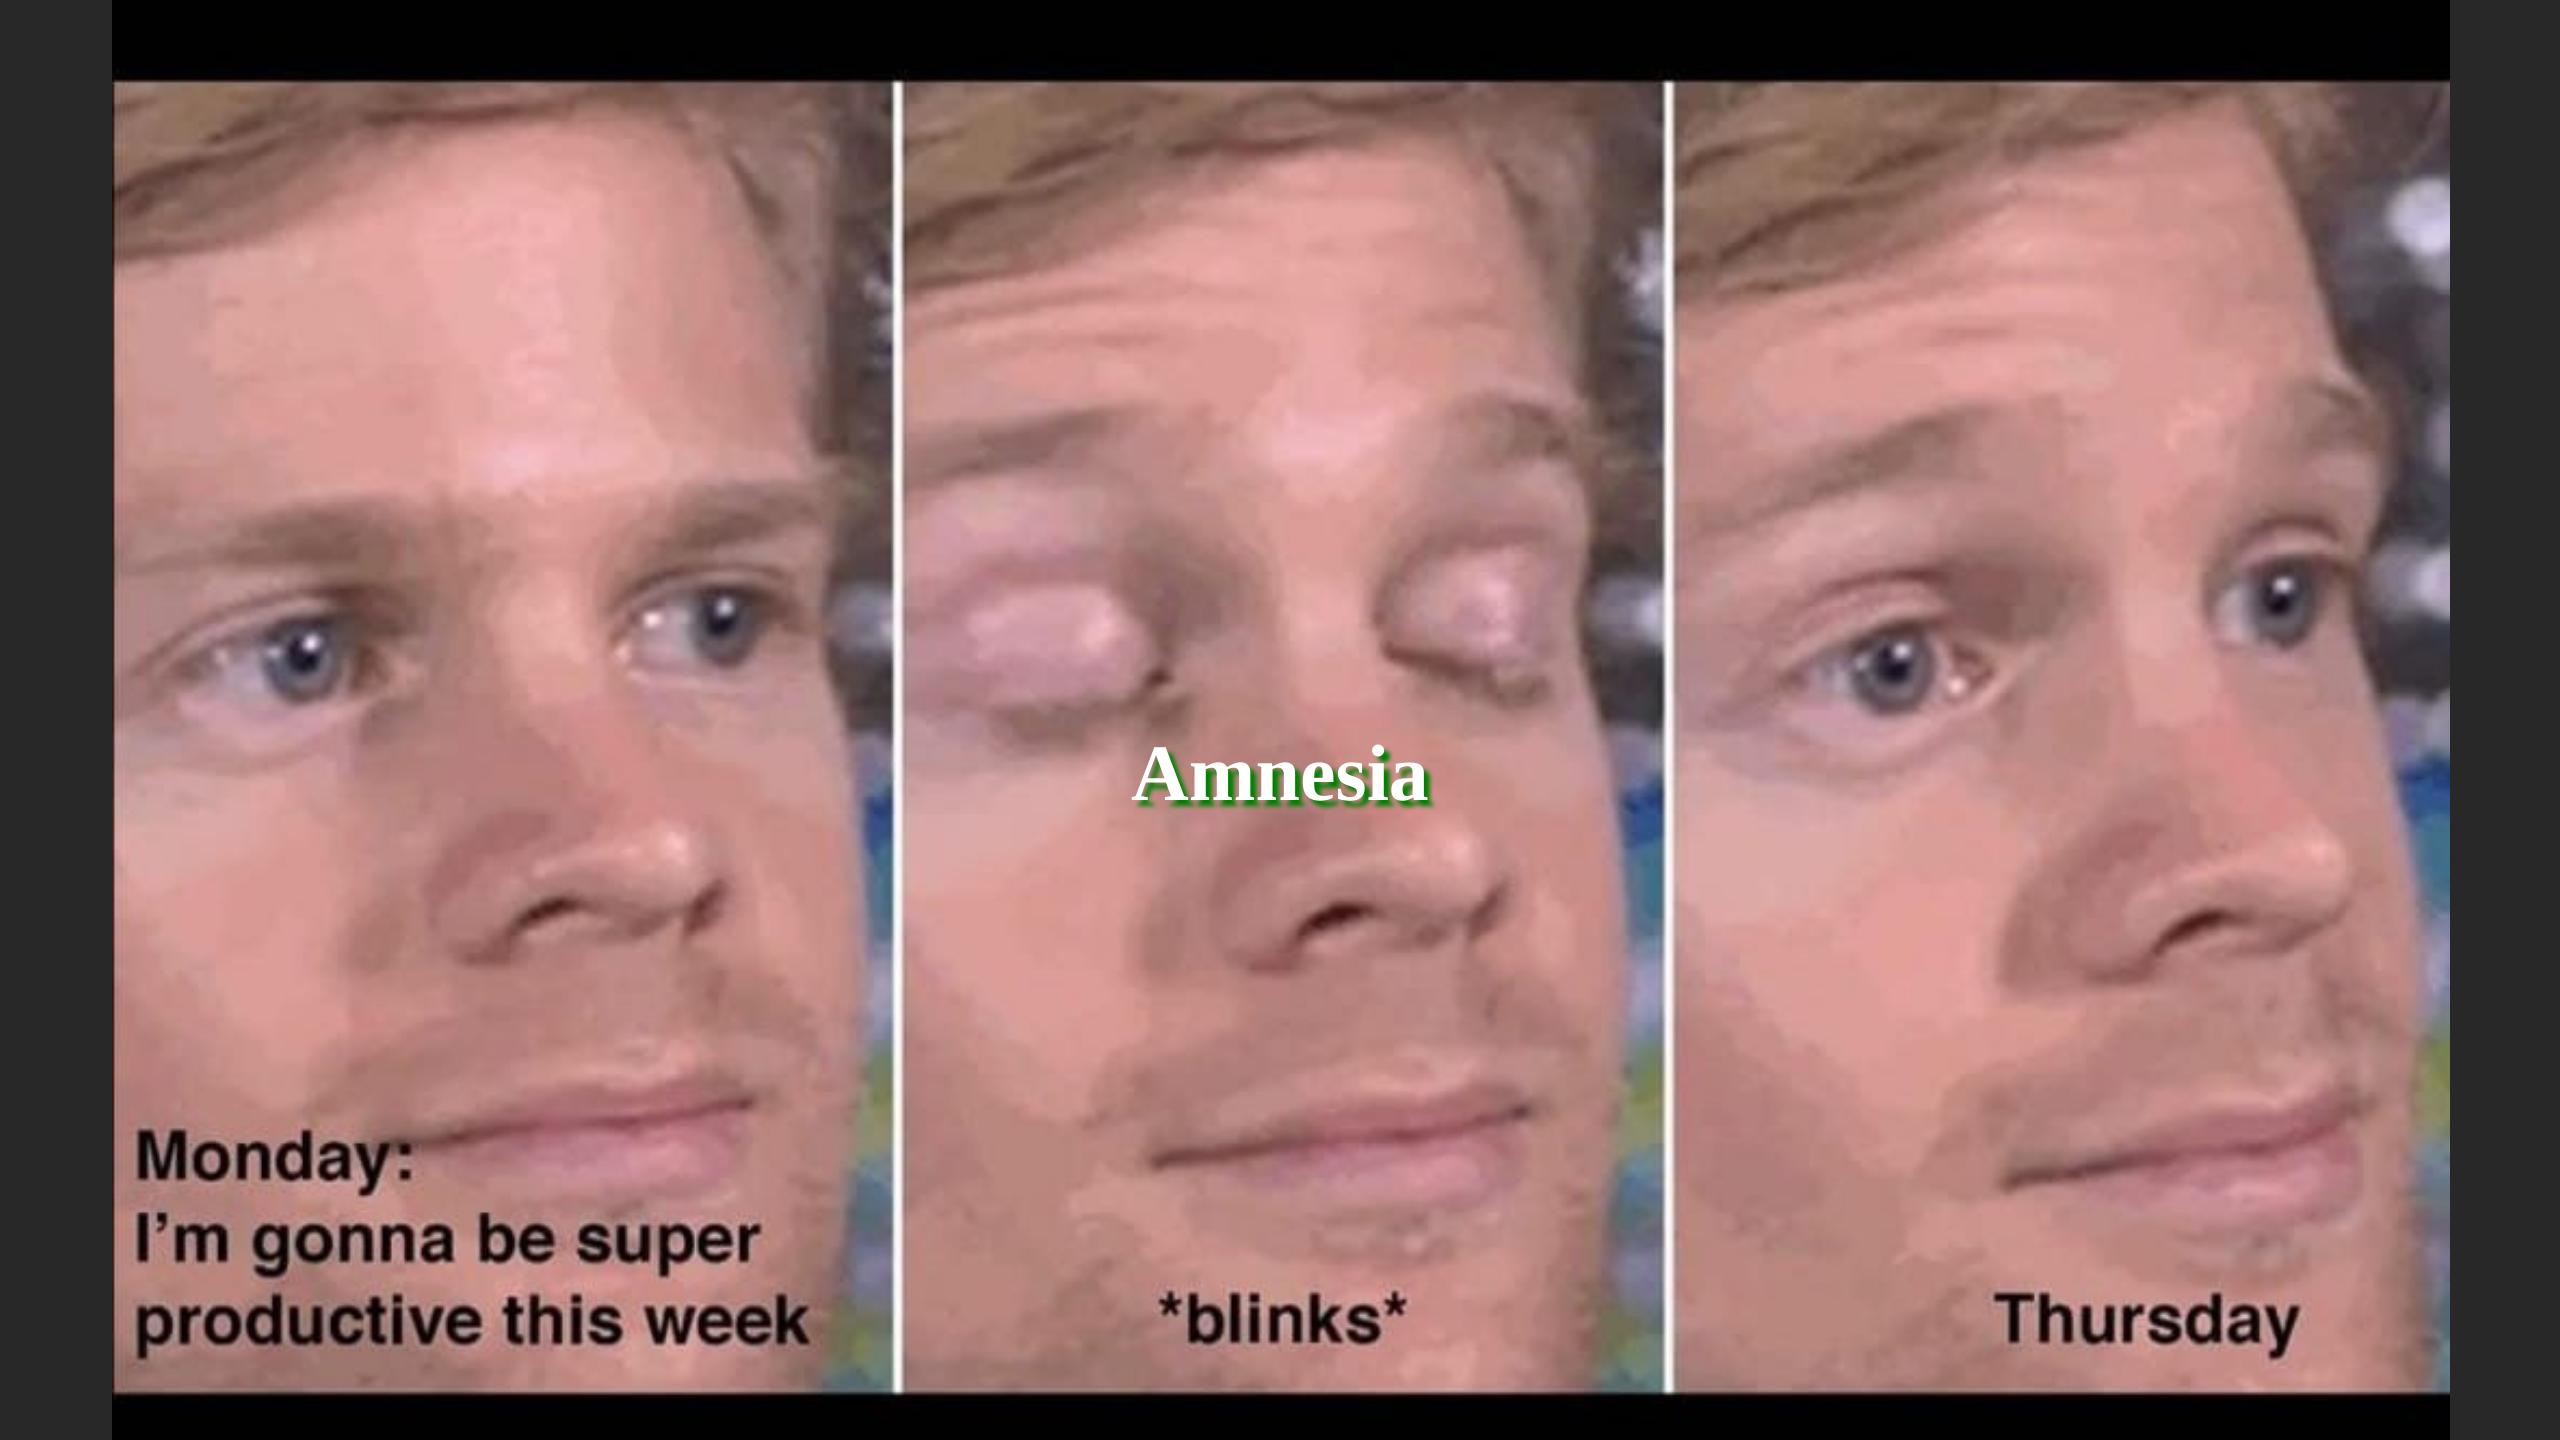 Amnesia
Monday:
I'm gonna be super
productive this week
*blinks*
Thursday